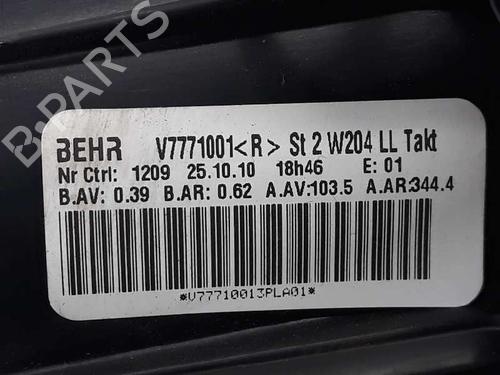 BEHR V7771001<R> St 2 W204 LL Takt
Nr Ctrl: 1209 25.10.10 18h46 E: 01
B.AV: 0.39 B.AR: 0.62 A.AV:103.5 A.AR:344.4
*V77710013PLA01*
BPARTS